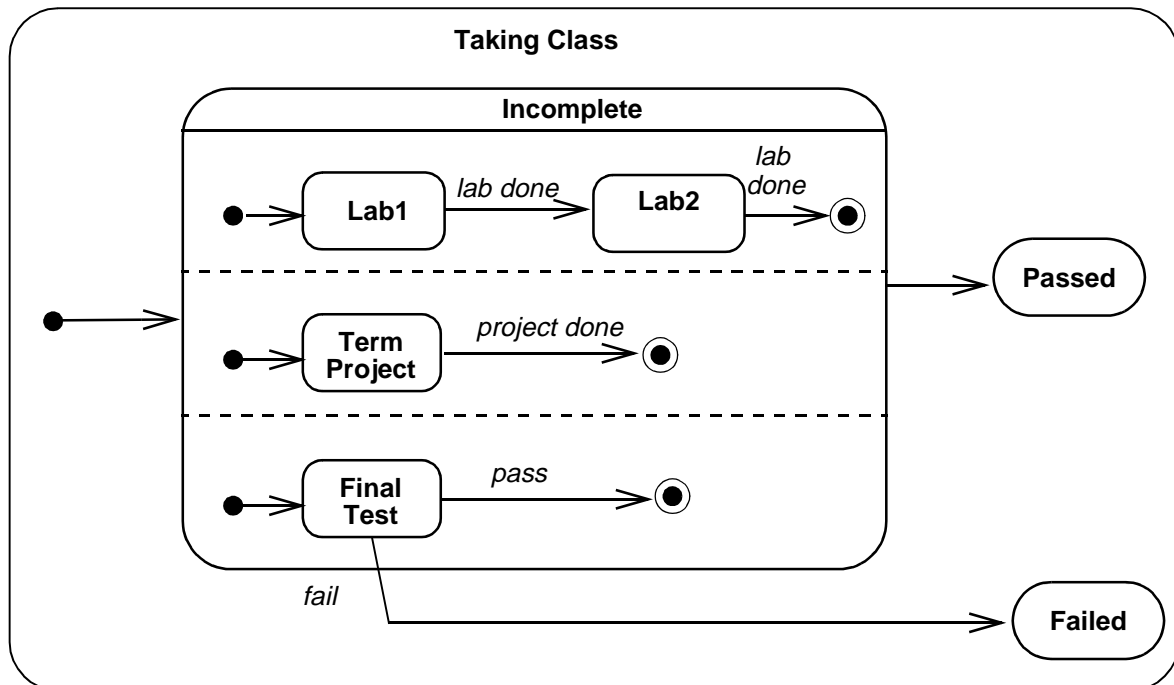 Taking Class
Incomplete
lab
done
Lab1
lab done
Lab2
Passed
Term
Project
project done
Final
Test
pass
fail
Failed